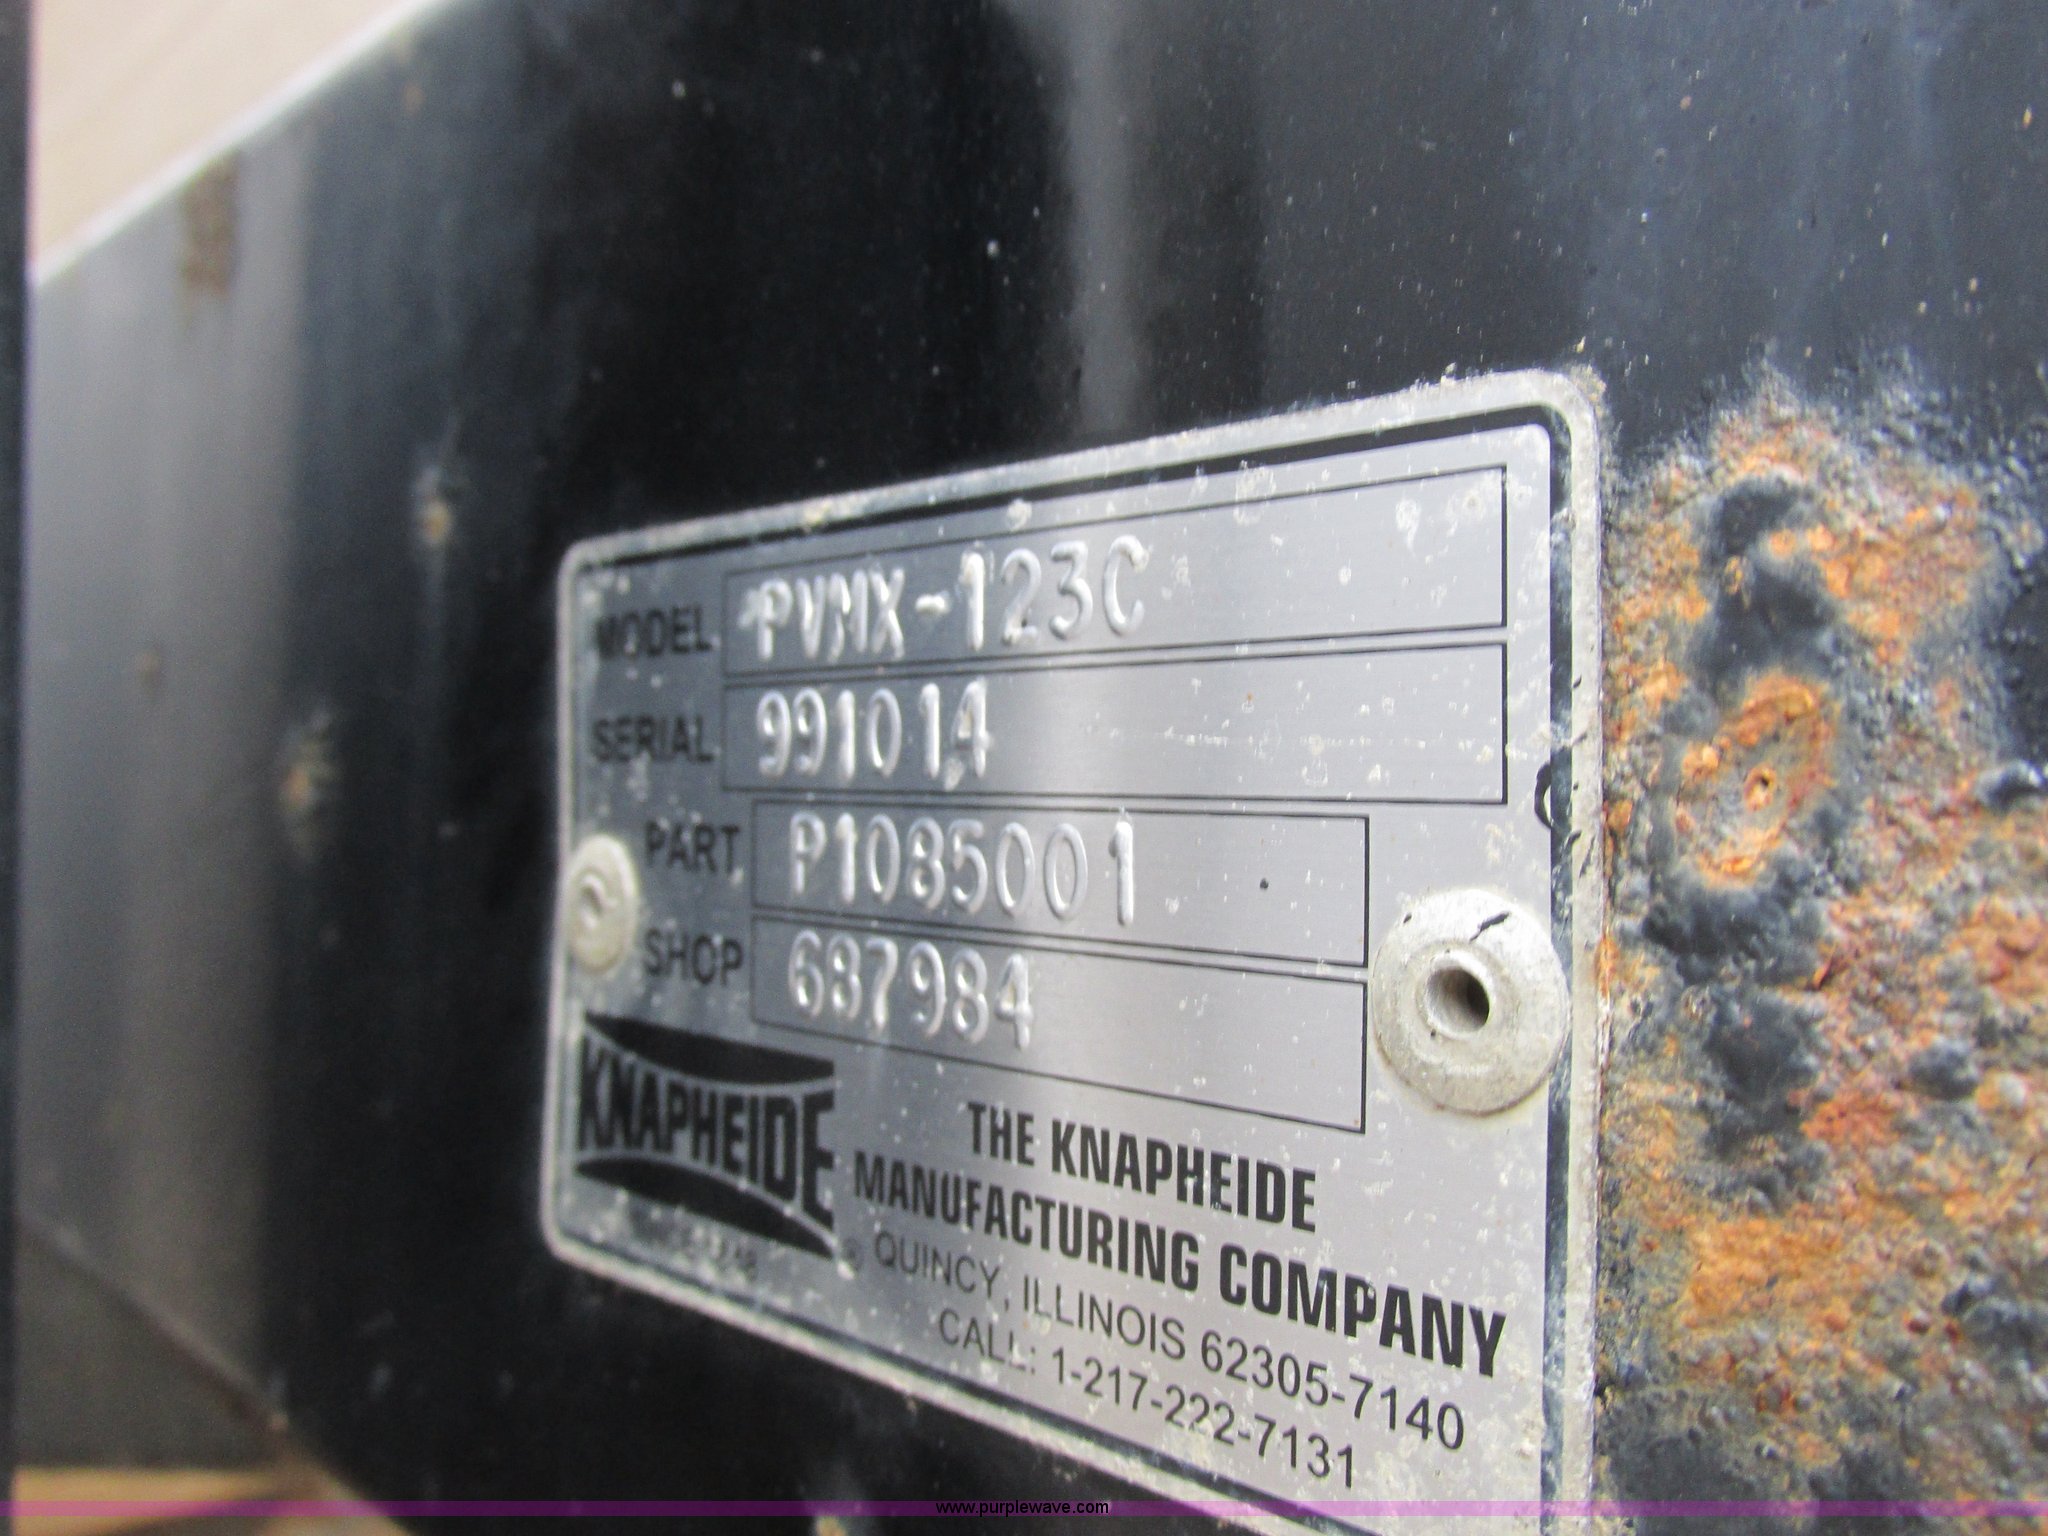 MODEL PVMX-123C
SERIAL 991014
PART P1085001
SHOP 687984
KNAPHEIDE
THE KNAPHEIDE
MANUFACTURING COMPANY
QUINCY, ILLINOIS 62305-7140
CALL: 1-217-222-7131
www.purplewave.com